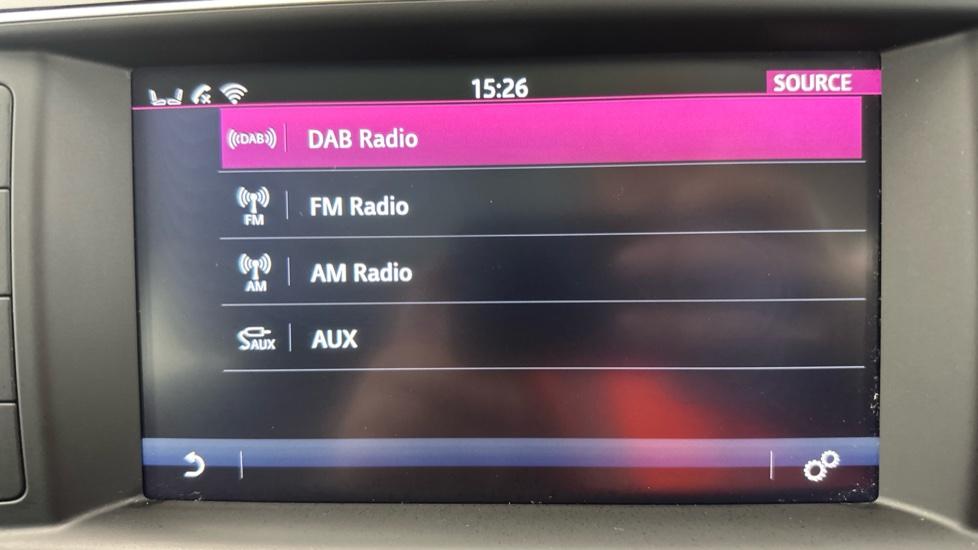 15:26
SOURCE
DAB DAB Radio
FM FM Radio
AM AM Radio
AUX AUX